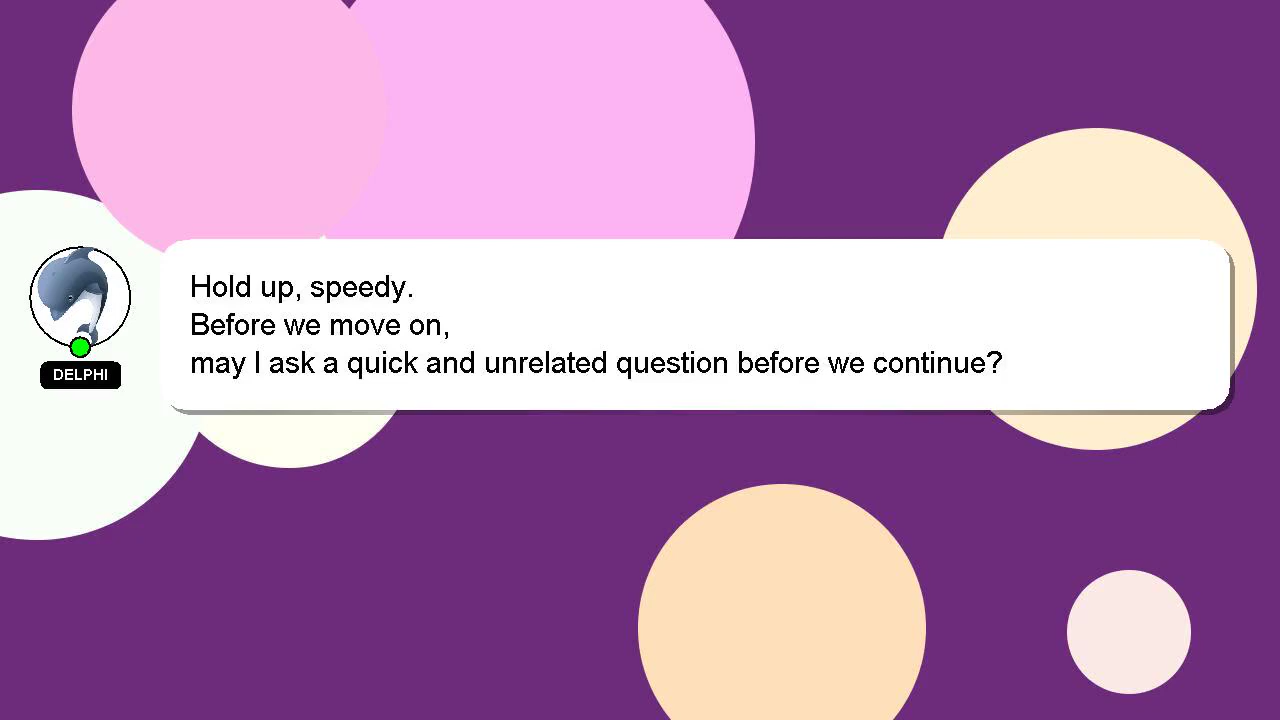 Hold up, speedy.
Before we move on,
may I ask a quick and unrelated question before we continue?
DELPHI